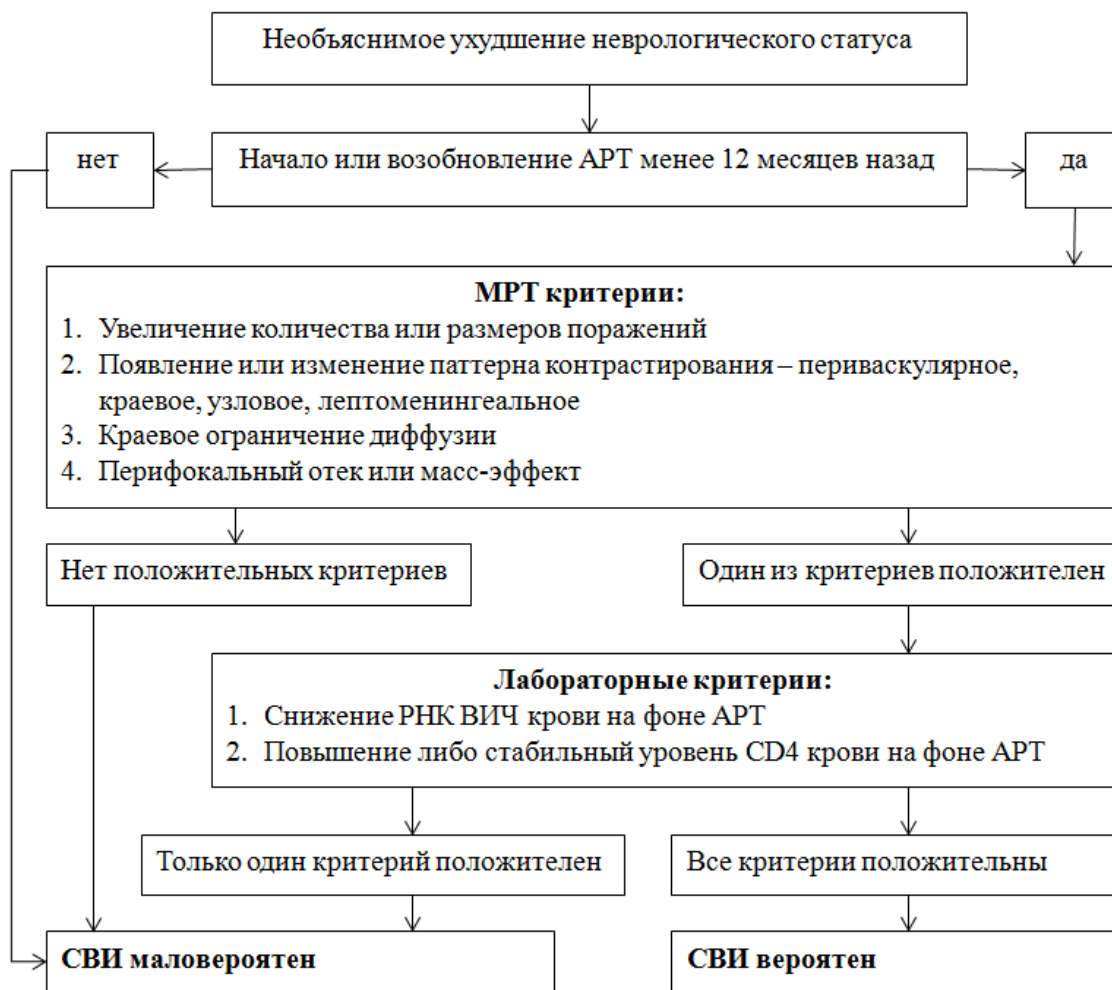 Необъяснимое ухудшение неврологического статуса
нет
Начало или возобновление АРТ менее 12 месяцев назад
да
МРТ критерии:
1. Увеличение количества или размеров поражений
2. Появление или изменение паттерна контрастирования – периваскулярное,
краевое, узловое, лептоменингеальное
3. Краевое ограничение диффузии
4. Перифокальный отек или масс-эффект
Нет положительных критериев
Один из критериев положителен
Лабораторные критерии:
1. Снижение РНК ВИЧ крови на фоне АРТ
2. Повышение либо стабильный уровень CD4 крови на фоне АРТ
Только один критерий положителен
Все критерии положительны
СВИ маловероятен
СВИ вероятен